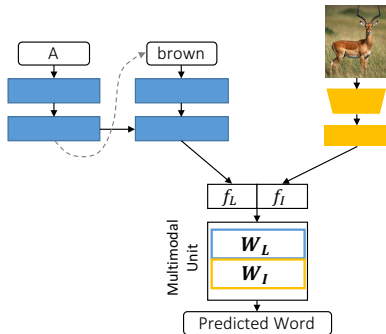 A
brown
f_L
f_I
Multimodal
Unit
W_L
W_I
Predicted Word